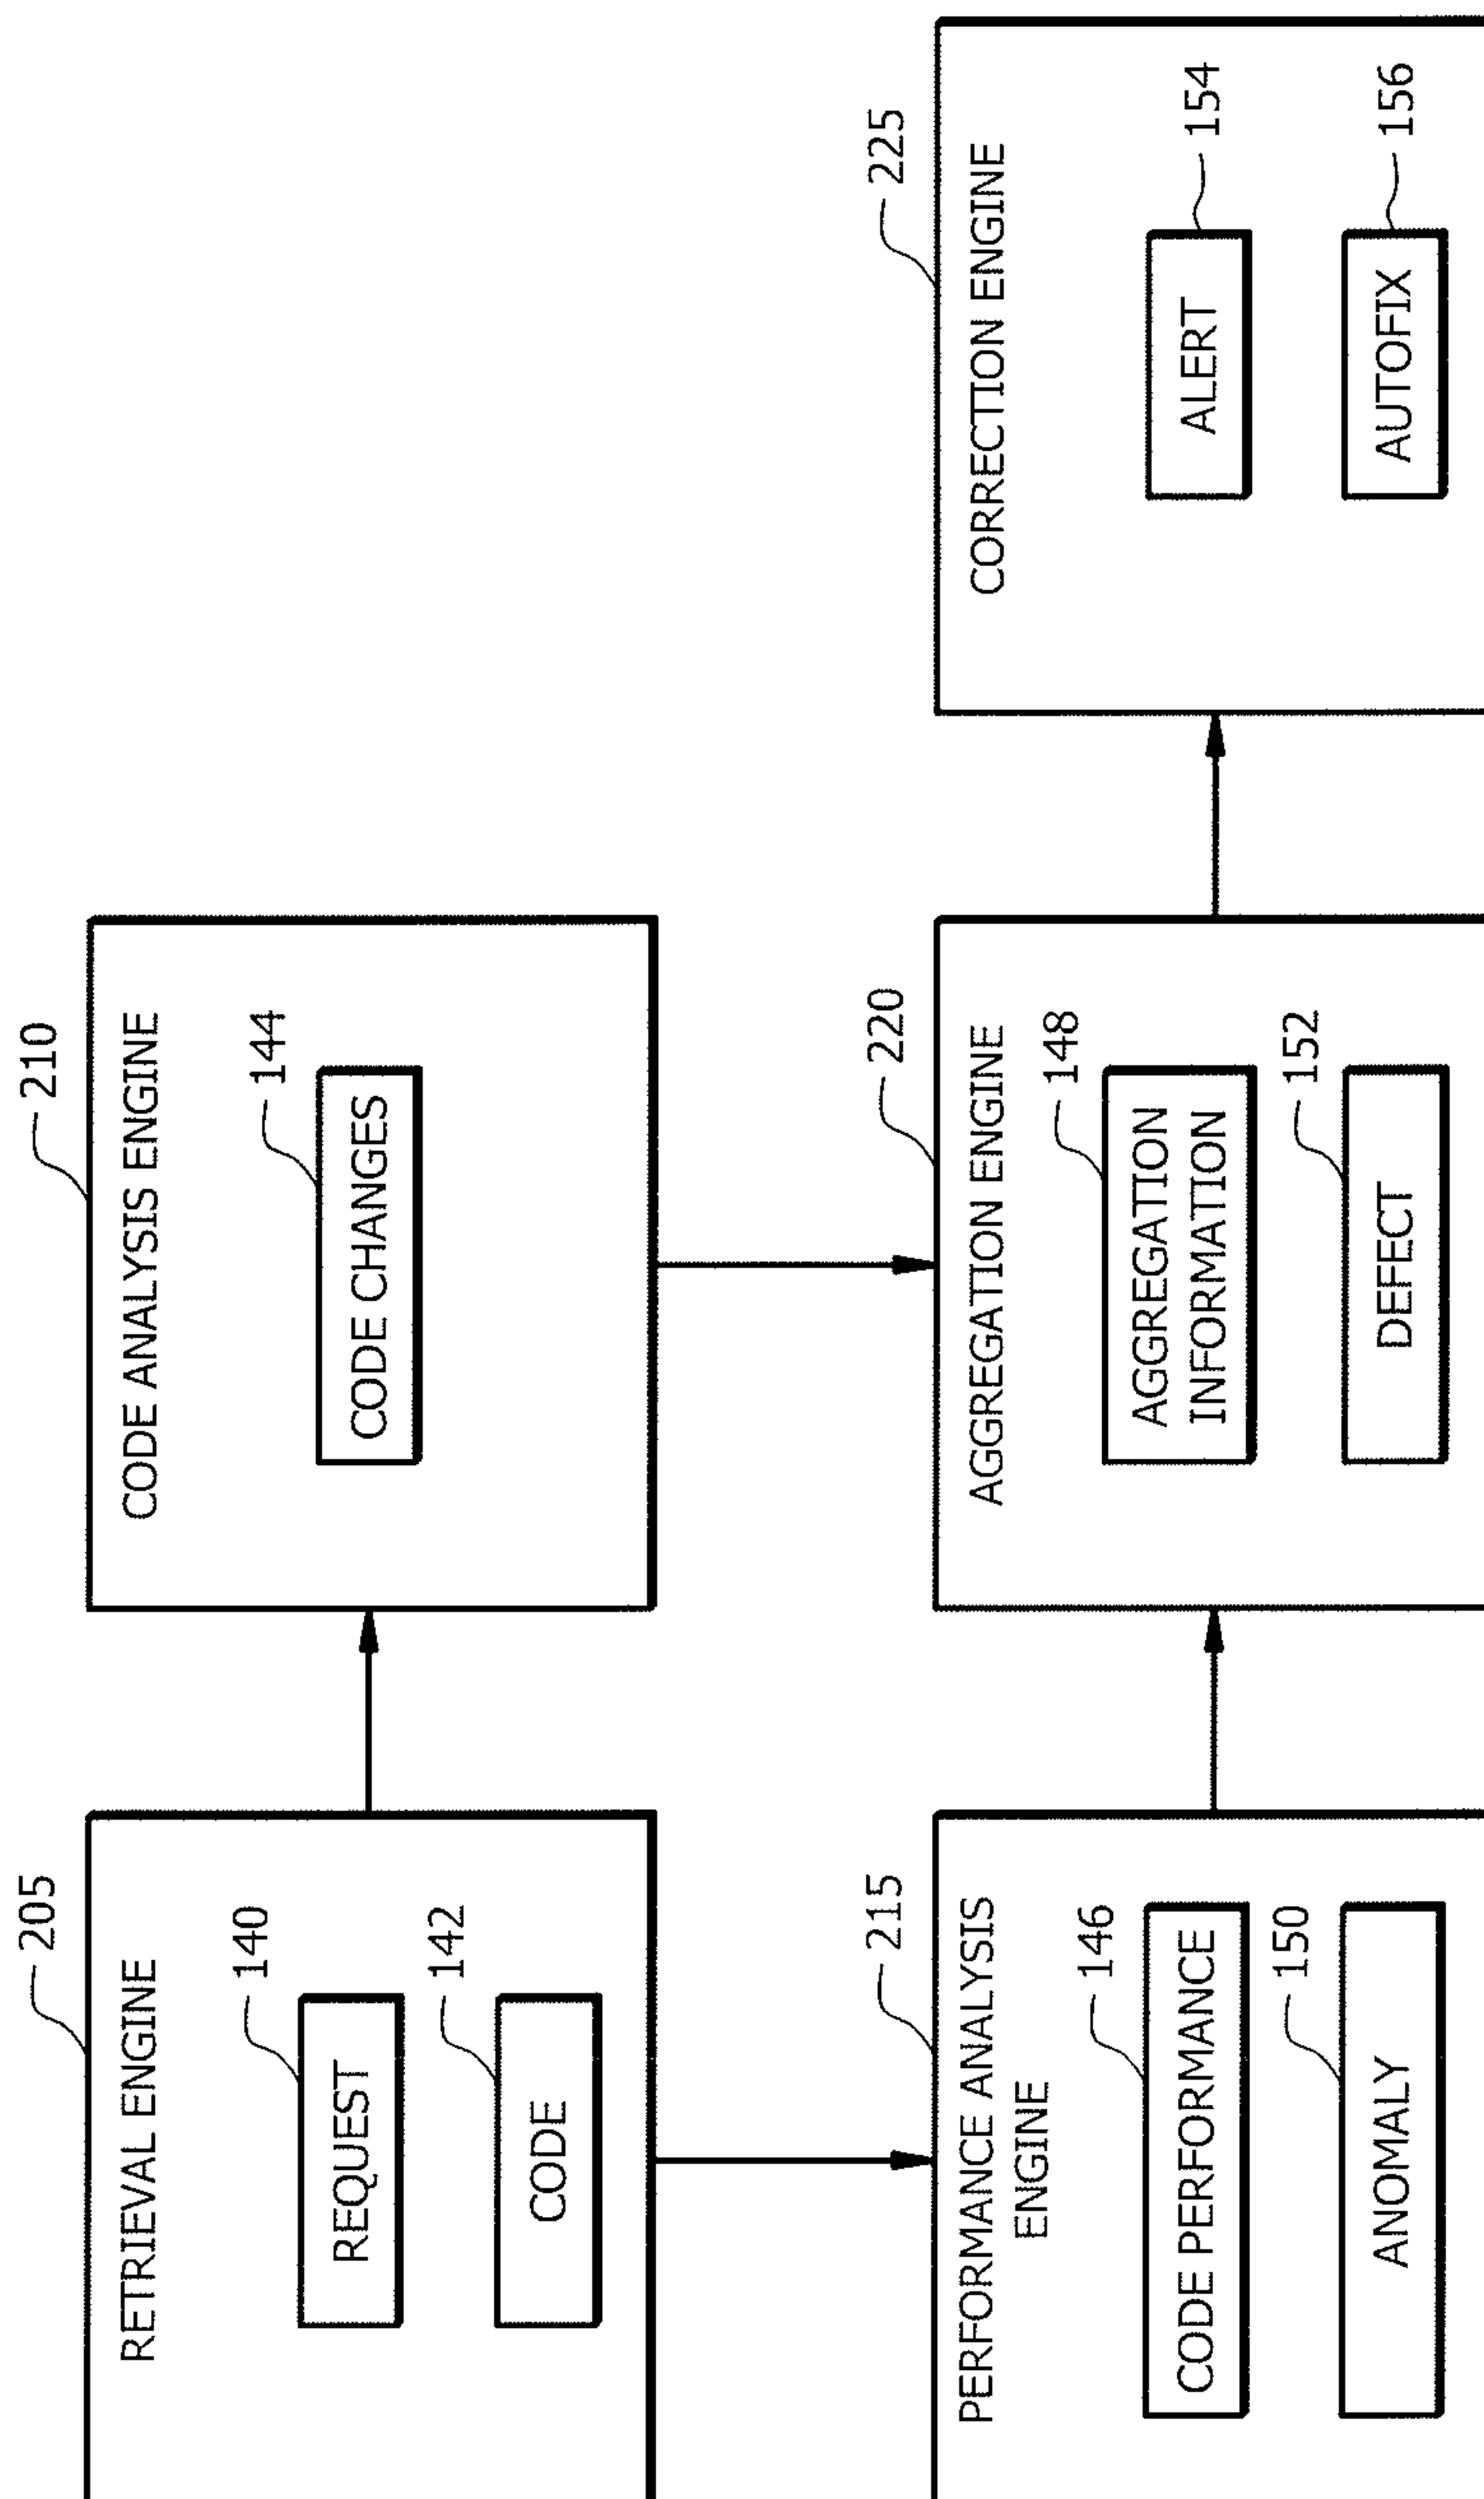 205
RETRIEVAL ENGINE
140
REQUEST
142
CODE
210
CODE ANALYSIS ENGINE
144
CODE CHANGES
215
PERFORMANCE ANALYSIS
ENGINE
146
CODE PERFORMANCE
150
ANOMALY
220
AGGREGATION ENGINE
148
AGGREGATION
INFORMATION
152
DEFECT
225
CORRECTION ENGINE
154
ALERT
156
AUTOFIX